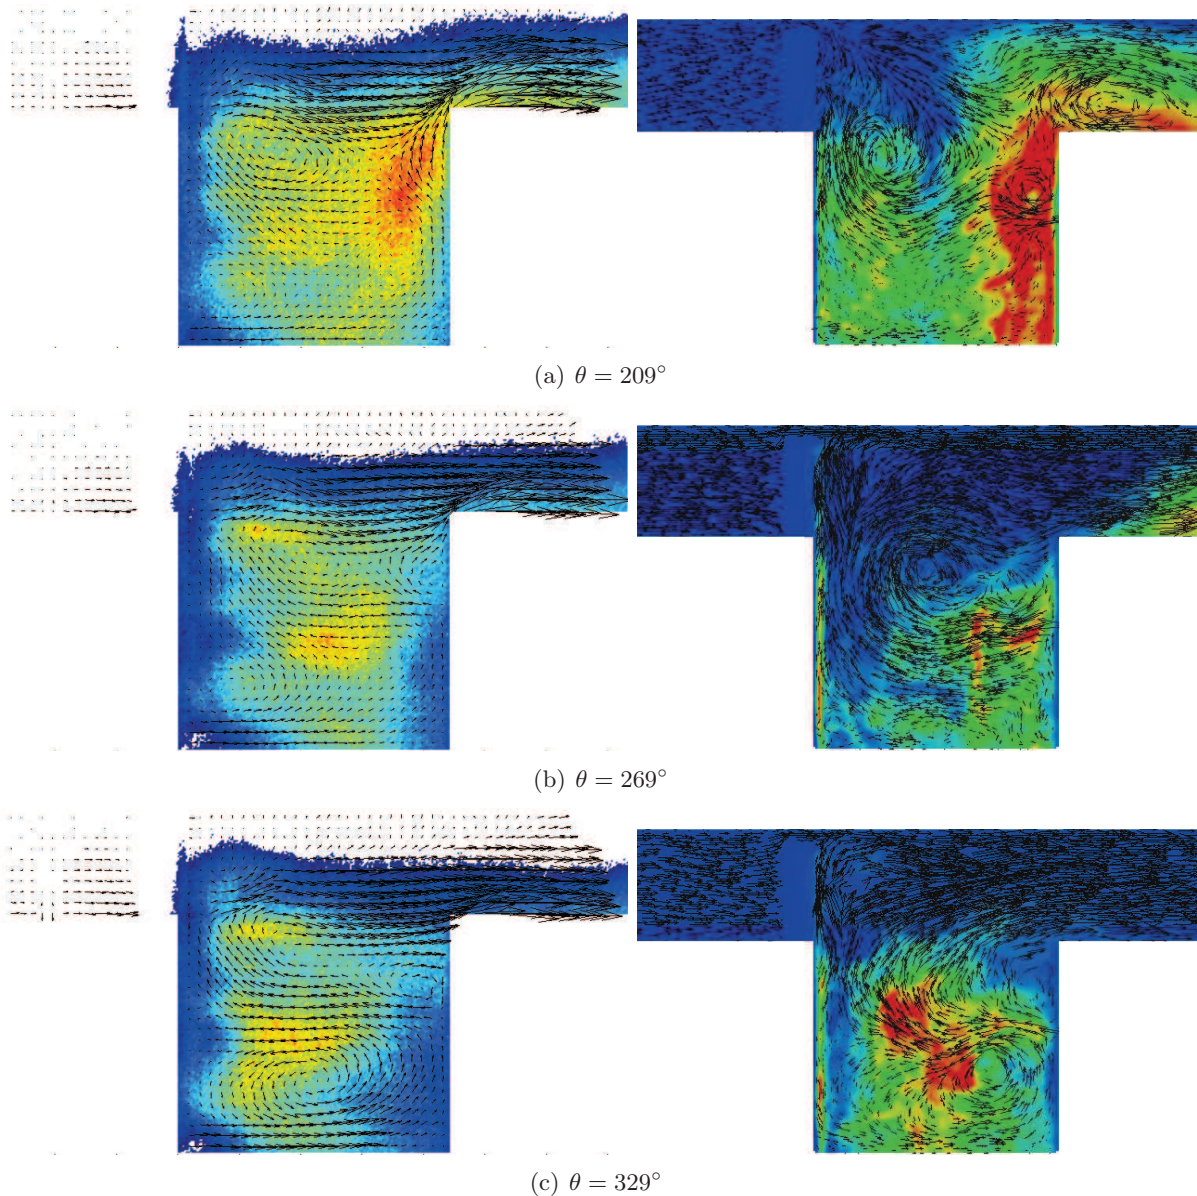 (a) θ = 209°
(b) θ = 269°
(c) θ = 329°